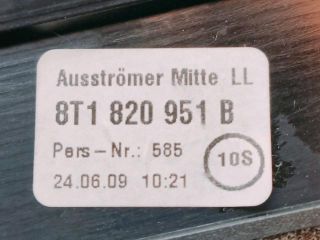 Ausströmer Mitte LL
8T1 820 951 B
Pers-Nr.: 585
10S
24.06.09 10:21